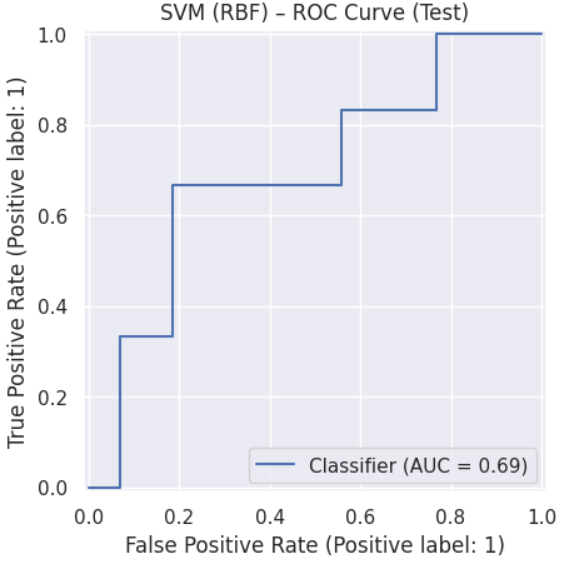 SVM (RBF) – ROC Curve (Test)
True Positive Rate (Positive label: 1)
1.0
0.8
0.6
0.4
0.2
0.0
Classifier (AUC = 0.69)
0.0 0.2 0.4 0.6 0.8 1.0
False Positive Rate (Positive label: 1)